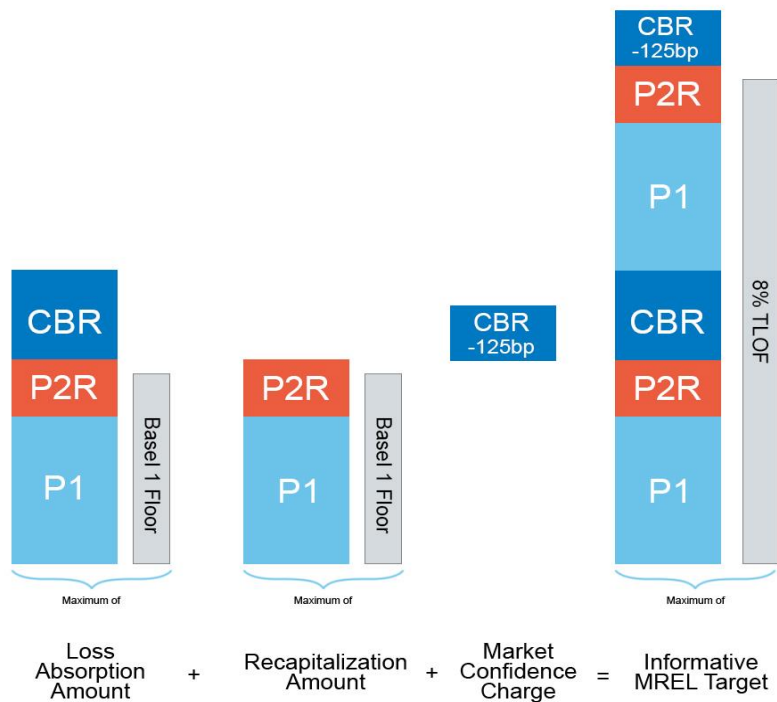 CBR
P2R
P1
Basel 1 Floor
Maximum of
Loss
Absorption
Amount
+
P2R
P1
Basel 1 Floor
Maximum of
Recapitalization
Amount
+
CBR
-125bp
Market
Confidence
Charge
=
CBR
-125bp
P2R
P1
CBR
P2R
P1
8% TLOF
Maximum of
Informative
MREL Target